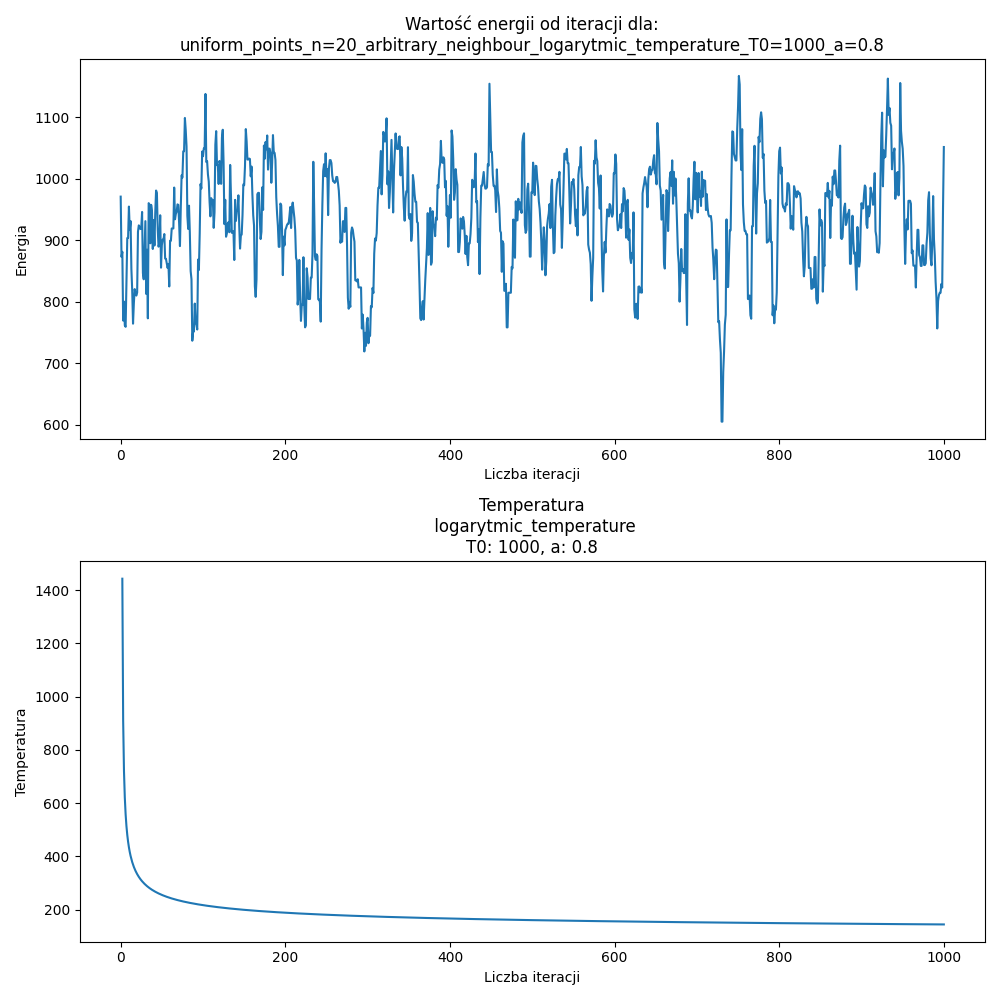 Wartość energii od iteracji dla:
uniform_points_n=20_arbitrary_neighbour_logarytmic_temperature_T0=1000_a=0.8
1100
1000
900
800
700
600
Energia
0 200 400 600 800 1000
Liczba iteracji
Temperatura
logarytmic_temperature
T0: 1000, a: 0.8
1400
1200
1000
800
600
400
200
Temperatura
0 200 400 600 800 1000
Liczba iteracji